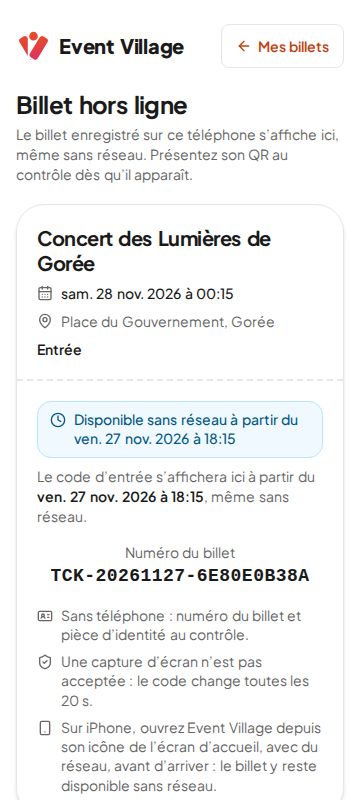 Event Village
Mes billets
Billet hors ligne
Le billet enregistré sur ce téléphone s’affiche ici,
même sans réseau. Présentez son QR au
contrôle dès qu’il apparaît.
Concert des Lumières de
Gorée
sam. 28 nov. 2026 à 00:15
Place du Gouvernement, Gorée
Entrée
Disponible sans réseau à partir du
ven. 27 nov. 2026 à 18:15
Le code d’entrée s’affichera ici à partir du
ven. 27 nov. 2026 à 18:15, même sans
réseau.
Numéro du billet
TCK-20261127-6E80E0B38A
Sans téléphone : numéro du billet et
pièce d’identité au contrôle.
Une capture d’écran n’est pas
acceptée : le code change toutes les
20 s.
Sur iPhone, ouvrez Event Village depuis
son icône de l’écran d’accueil, avec du
réseau, avant d’arriver : le billet y reste
disponible sans réseau.